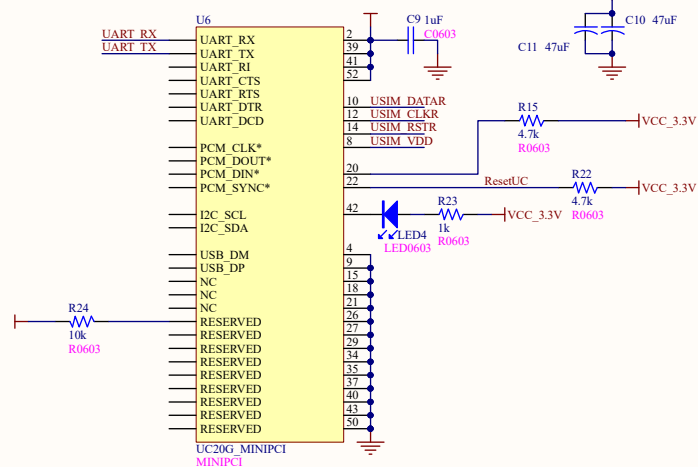 U6
UART_RX
UART_TX
UART_RX
UART_TX
UART_RI
UART_CTS
UART_RTS
UART_DTR
UART_DCD
PCM_CLK*
PCM_DOUT*
PCM_DIN*
PCM_SYNC*
I2C_SCL
I2C_SDA
USB_DM
USB_DP
NC
NC
NC
RESERVED
RESERVED
RESERVED
RESERVED
RESERVED
RESERVED
RESERVED
RESERVED
RESERVED
UC20G_MINIPCI
MINIPCI
R24
10k
R0603
2
39
41
52
10
12
14
8
20
22
42
4
9
15
18
21
26
27
29
34
35
37
40
43
50
C9 1uF
C0603
C10 47uF
C11 47uF
USIM_DATAR
USIM_CLKR
USIM_RSTR
USIM_VDD
R15
4.7k
R0603
VCC_3.3V
ResetUC
R22
4.7k
R0603
VCC_3.3V
LED4
LED0603
R23
1k
R0603
VCC_3.3V